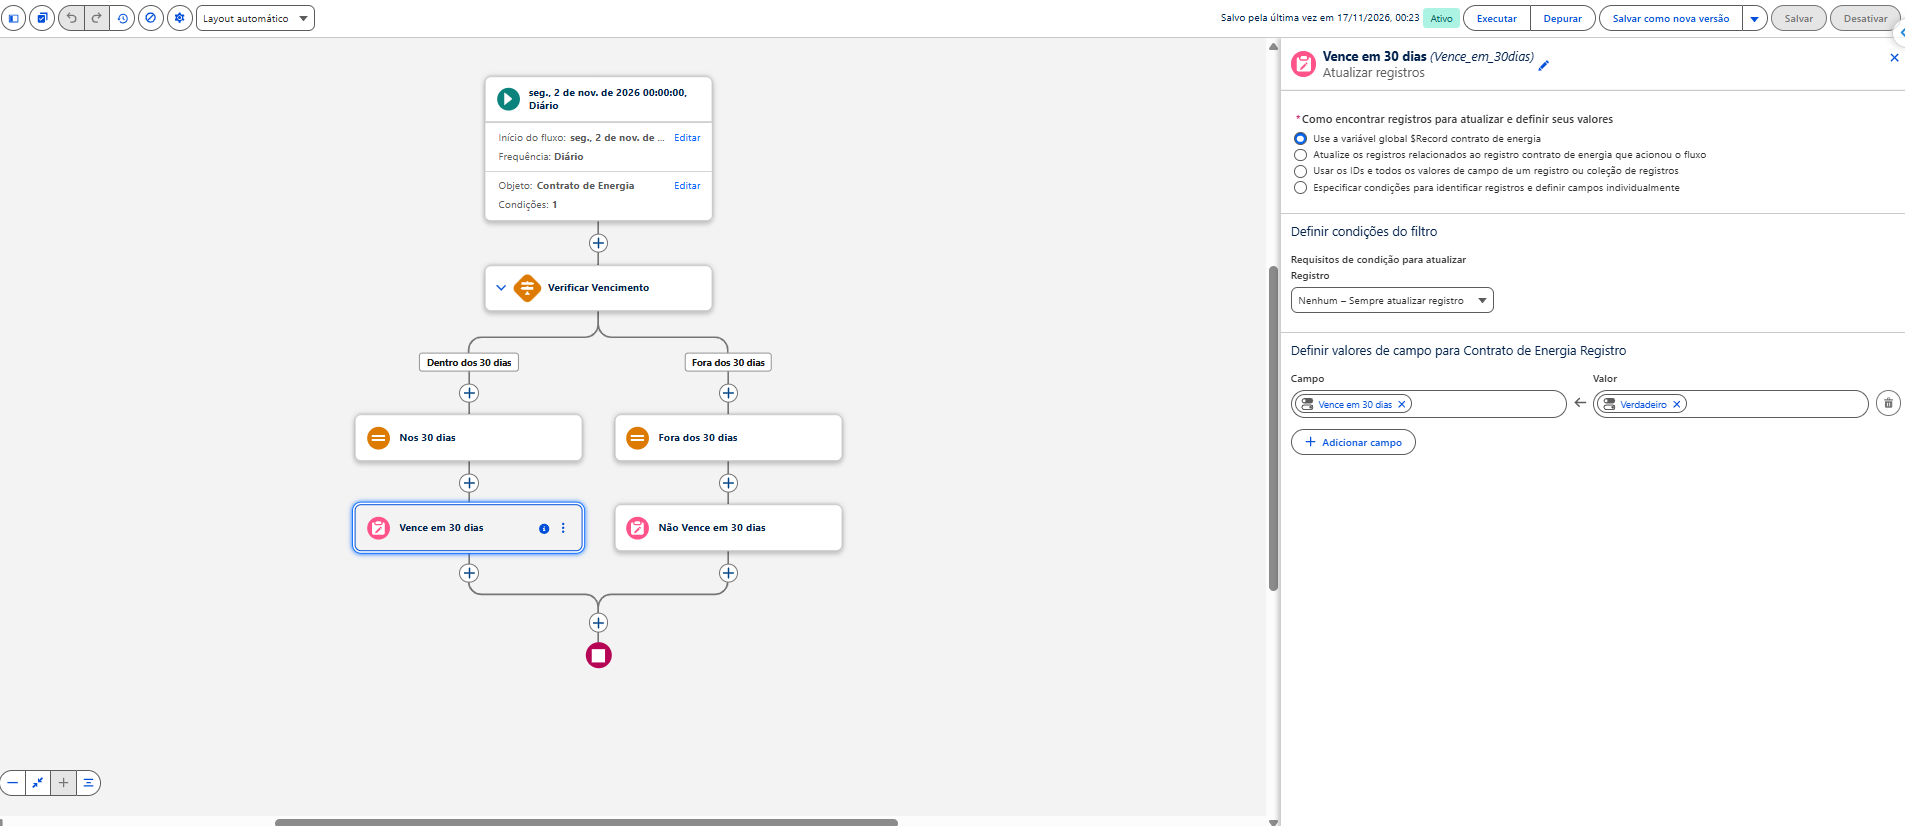 Layout automático
Salvo pela última vez em 17/11/2026, 00:23
Ativo
Executar
Depurar
Salvar como nova versão
Salvar
Desativar
seg., 2 de nov. de 2026 00:00:00,
Diário
Início do fluxo: seg., 2 de nov. de ...
Editar
Frequência: Diário
Objeto: Contrato de Energia
Editar
Condições: 1
Verificar Vencimento
Dentro dos 30 dias
Fora dos 30 dias
Nos 30 dias
Fora dos 30 dias
Vence em 30 dias
Não Vence em 30 dias
Vence em 30 dias (Vence_em_30dias)
Atualizar registros
*Como encontrar registros para atualizar e definir seus valores
Use a variável global $Record contrato de energia
Atualize os registros relacionados ao registro contrato de energia que acionou o fluxo
Usar os IDs e todos os valores de campo de um registro ou coleção de registros
Especificar condições para identificar registros e definir campos individualmente
Definir condições do filtro
Requisitos de condição para atualizar
Registro
Nenhum – Sempre atualizar registro
Definir valores de campo para Contrato de Energia Registro
Campo
Valor
Vence em 30 dias
Verdadeiro
Adicionar campo